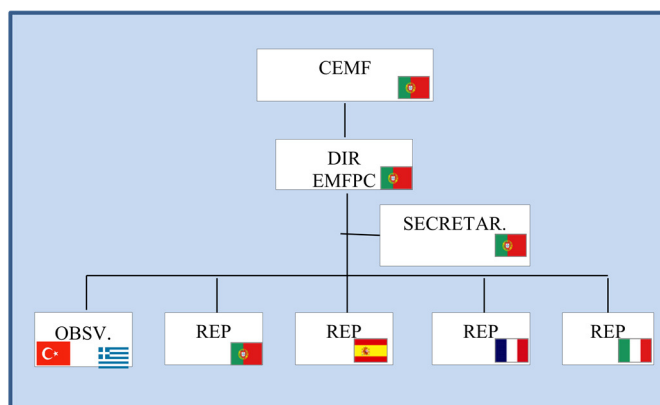 CEMF
DIR
EMFPC
SECRETAR.
OBSV.
REP
REP
REP
REP